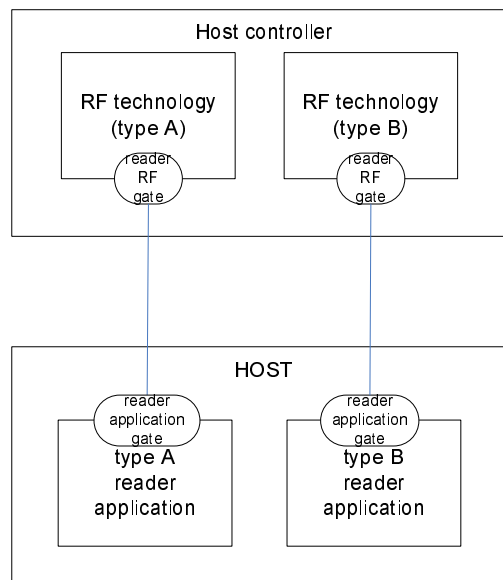 Host controller
RF technology
(type A)
reader
RF
gate
RF technology
(type B)
reader
RF
gate
HOST
reader
application
gate
type A
reader
application
reader
application
gate
type B
reader
application